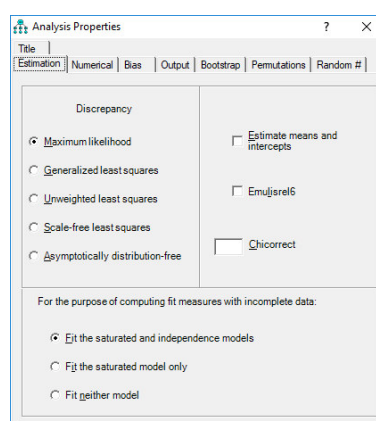 Analysis Properties ? ×
Title
Estimation Numerical Bias Output Bootstrap Permutations Random #
Discrepancy
Maximum likelihood
Generalized least squares
Unweighted least squares
Scale-free least squares
Asymptotically distribution-free
Estimate means and
intercepts
Emulisrel6
Chicorrect
For the purpose of computing fit measures with incomplete data:
Fit the saturated and independence models
Fit the saturated model only
Fit neither model